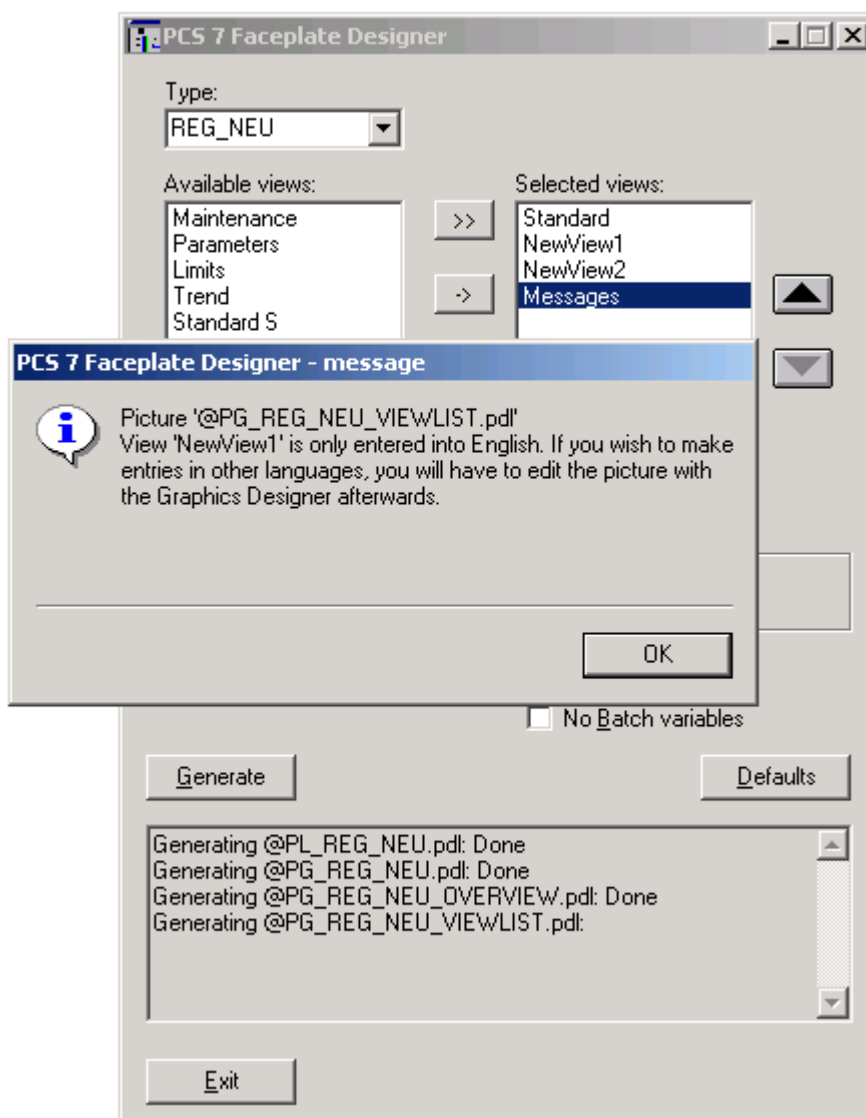 PCS 7 Faceplate Designer
Type:
REG_NEU
Available views:
Selected views:
Maintenance
Parameters
Limits
Trend
Standard S
>>
->
Standard
NewView1
NewView2
Messages
PCS 7 Faceplate Designer - message
Picture '@PG_REG_NEU_VIEWLIST.pdl'
View 'NewView1' is only entered into English. If you wish to make
entries in other languages, you will have to edit the picture with
the Graphics Designer afterwards.
OK
No Batch variables
Generate
Defaults
Generating @PL_REG_NEU.pdl: Done
Generating @PG_REG_NEU.pdl: Done
Generating @PG_REG_NEU_OVERVIEW.pdl: Done
Generating @PG_REG_NEU_VIEWLIST.pdl:
Exit